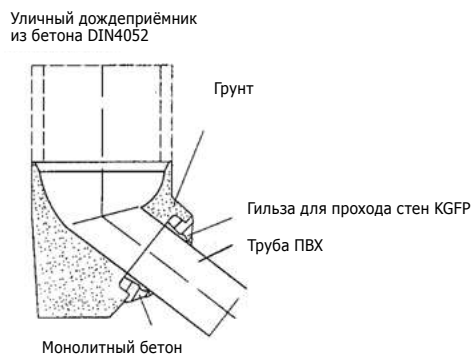 Уличный дождеприёмник
из бетона DIN4052
Грунт
Гильза для прохода стен KGFP
Труба ПВХ
Монолитный бетон